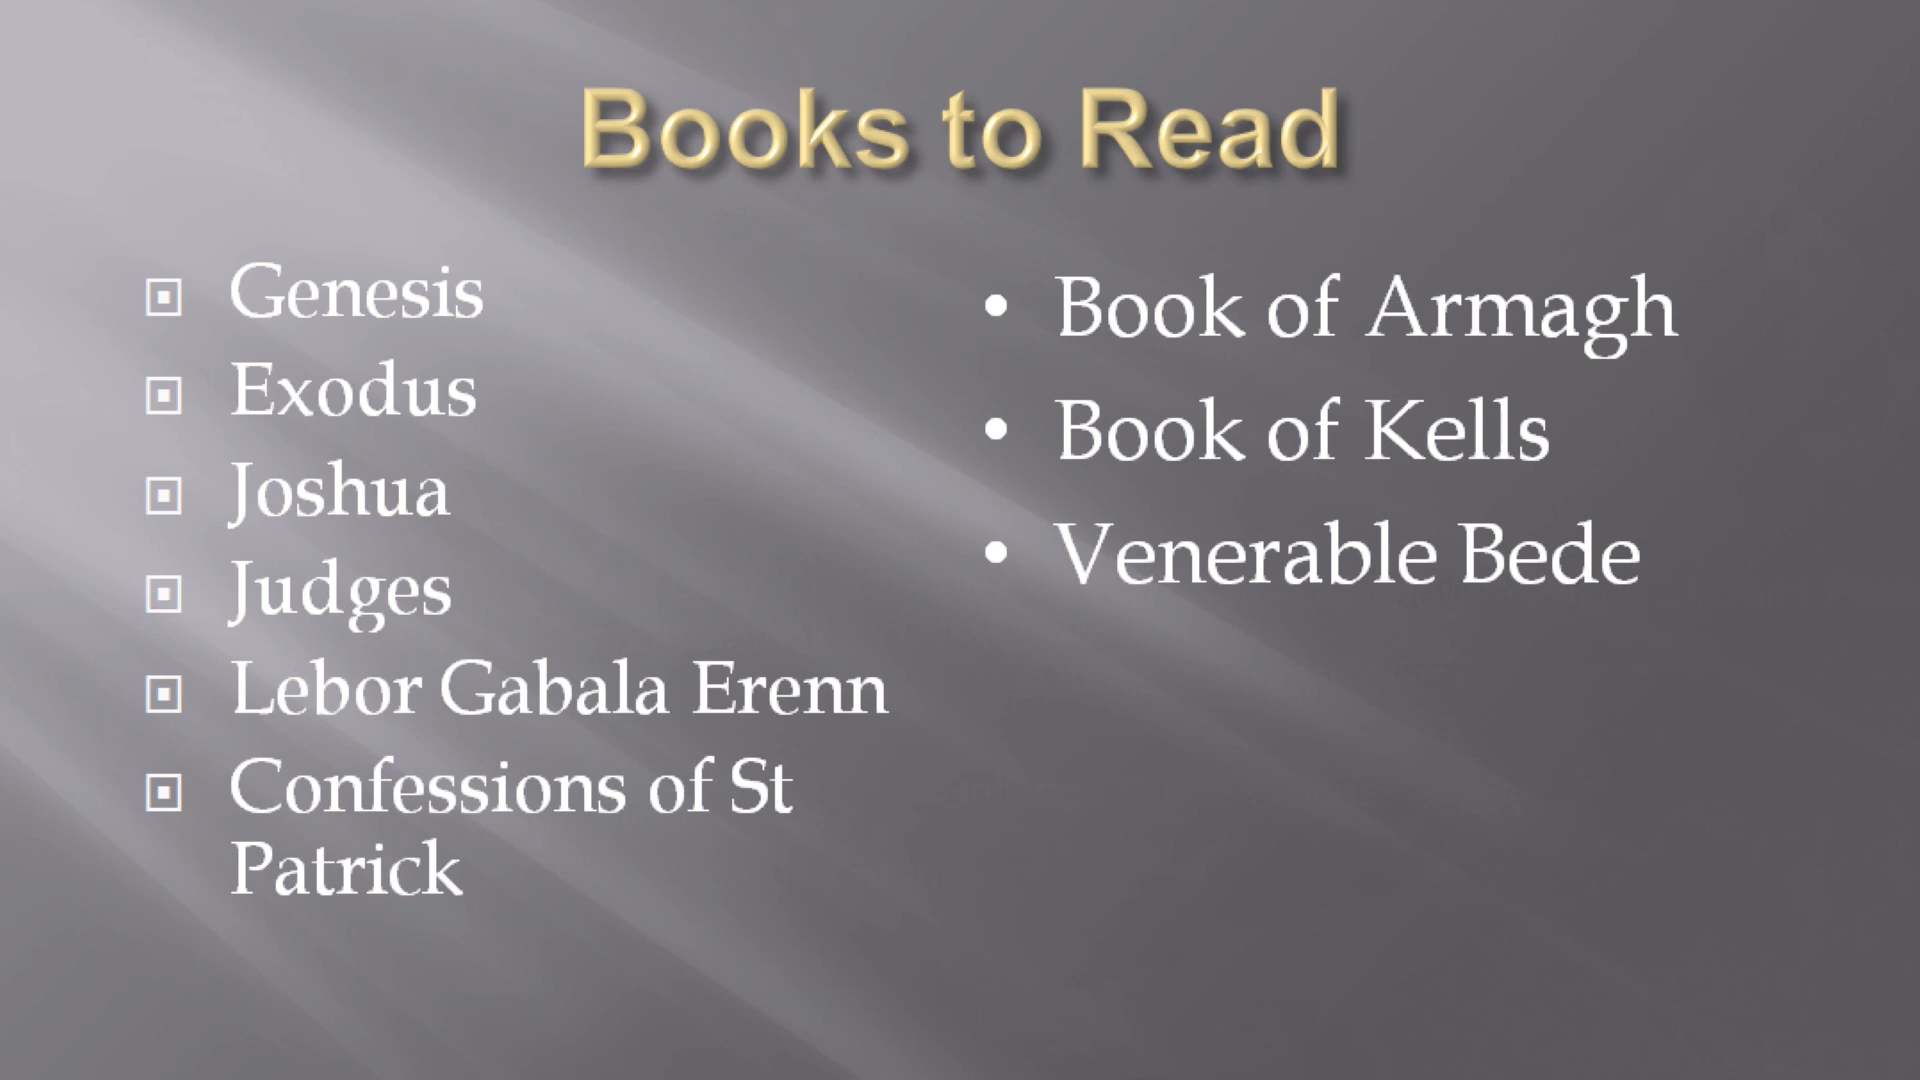 Books to Read
Genesis
Exodus
Joshua
Judges
Lebor Gabala Erenn
Confessions of St
Patrick
• Book of Armagh
• Book of Kells
• Venerable Bede